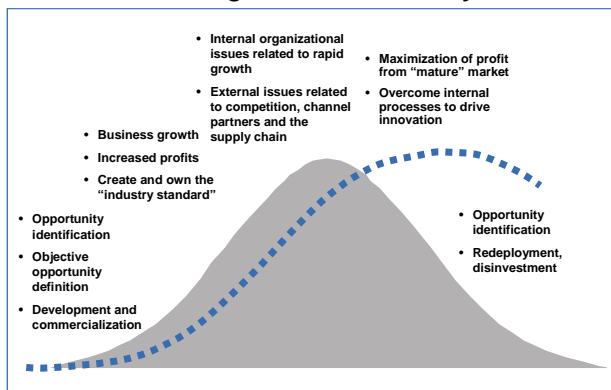 • Opportunity
identification
• Objective
opportunity
definition
• Development and
commercialization
• Business growth
• Increased profits
• Create and own the
“industry standard”
• Internal organizational
issues related to rapid
growth
• External issues related
to competition, channel
partners and the
supply chain
• Maximization of profit
from “mature” market
• Overcome internal
processes to drive
innovation
• Opportunity
identification
• Redeployment,
disinvestment